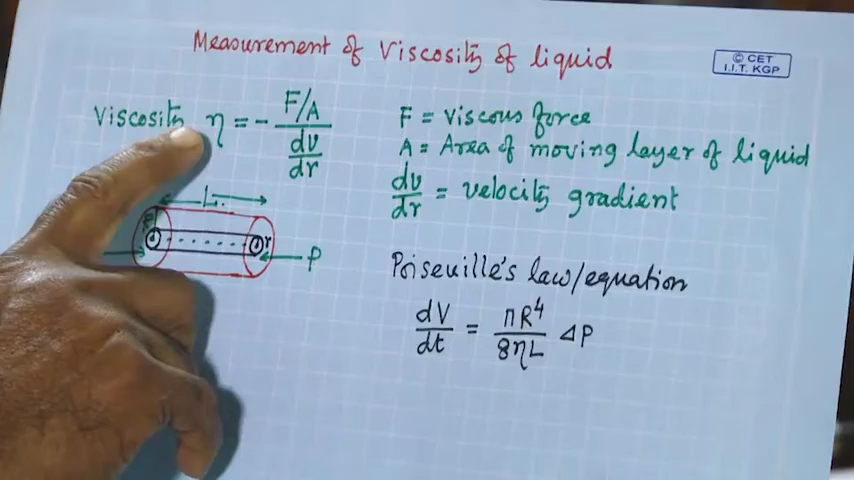 Measurement of Viscosity of liquid
© CET
I.I.T. KGP
Viscosity η = - F/A / dv/dr
F = Viscous force
A = Area of moving layer of liquid
dv/dr = velocity gradient
L
R
r
P
Poiseuille's law/equation
dV/dt = πR⁴/8ηL ΔP